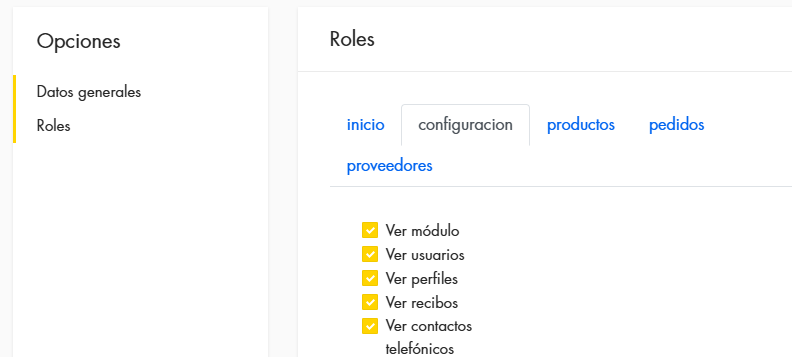 Opciones
Datos generales
Roles
Roles
inicio configuracion productos pedidos
proveedores
Ver módulo
Ver usuarios
Ver perfiles
Ver recibos
Ver contactos
telefónicos